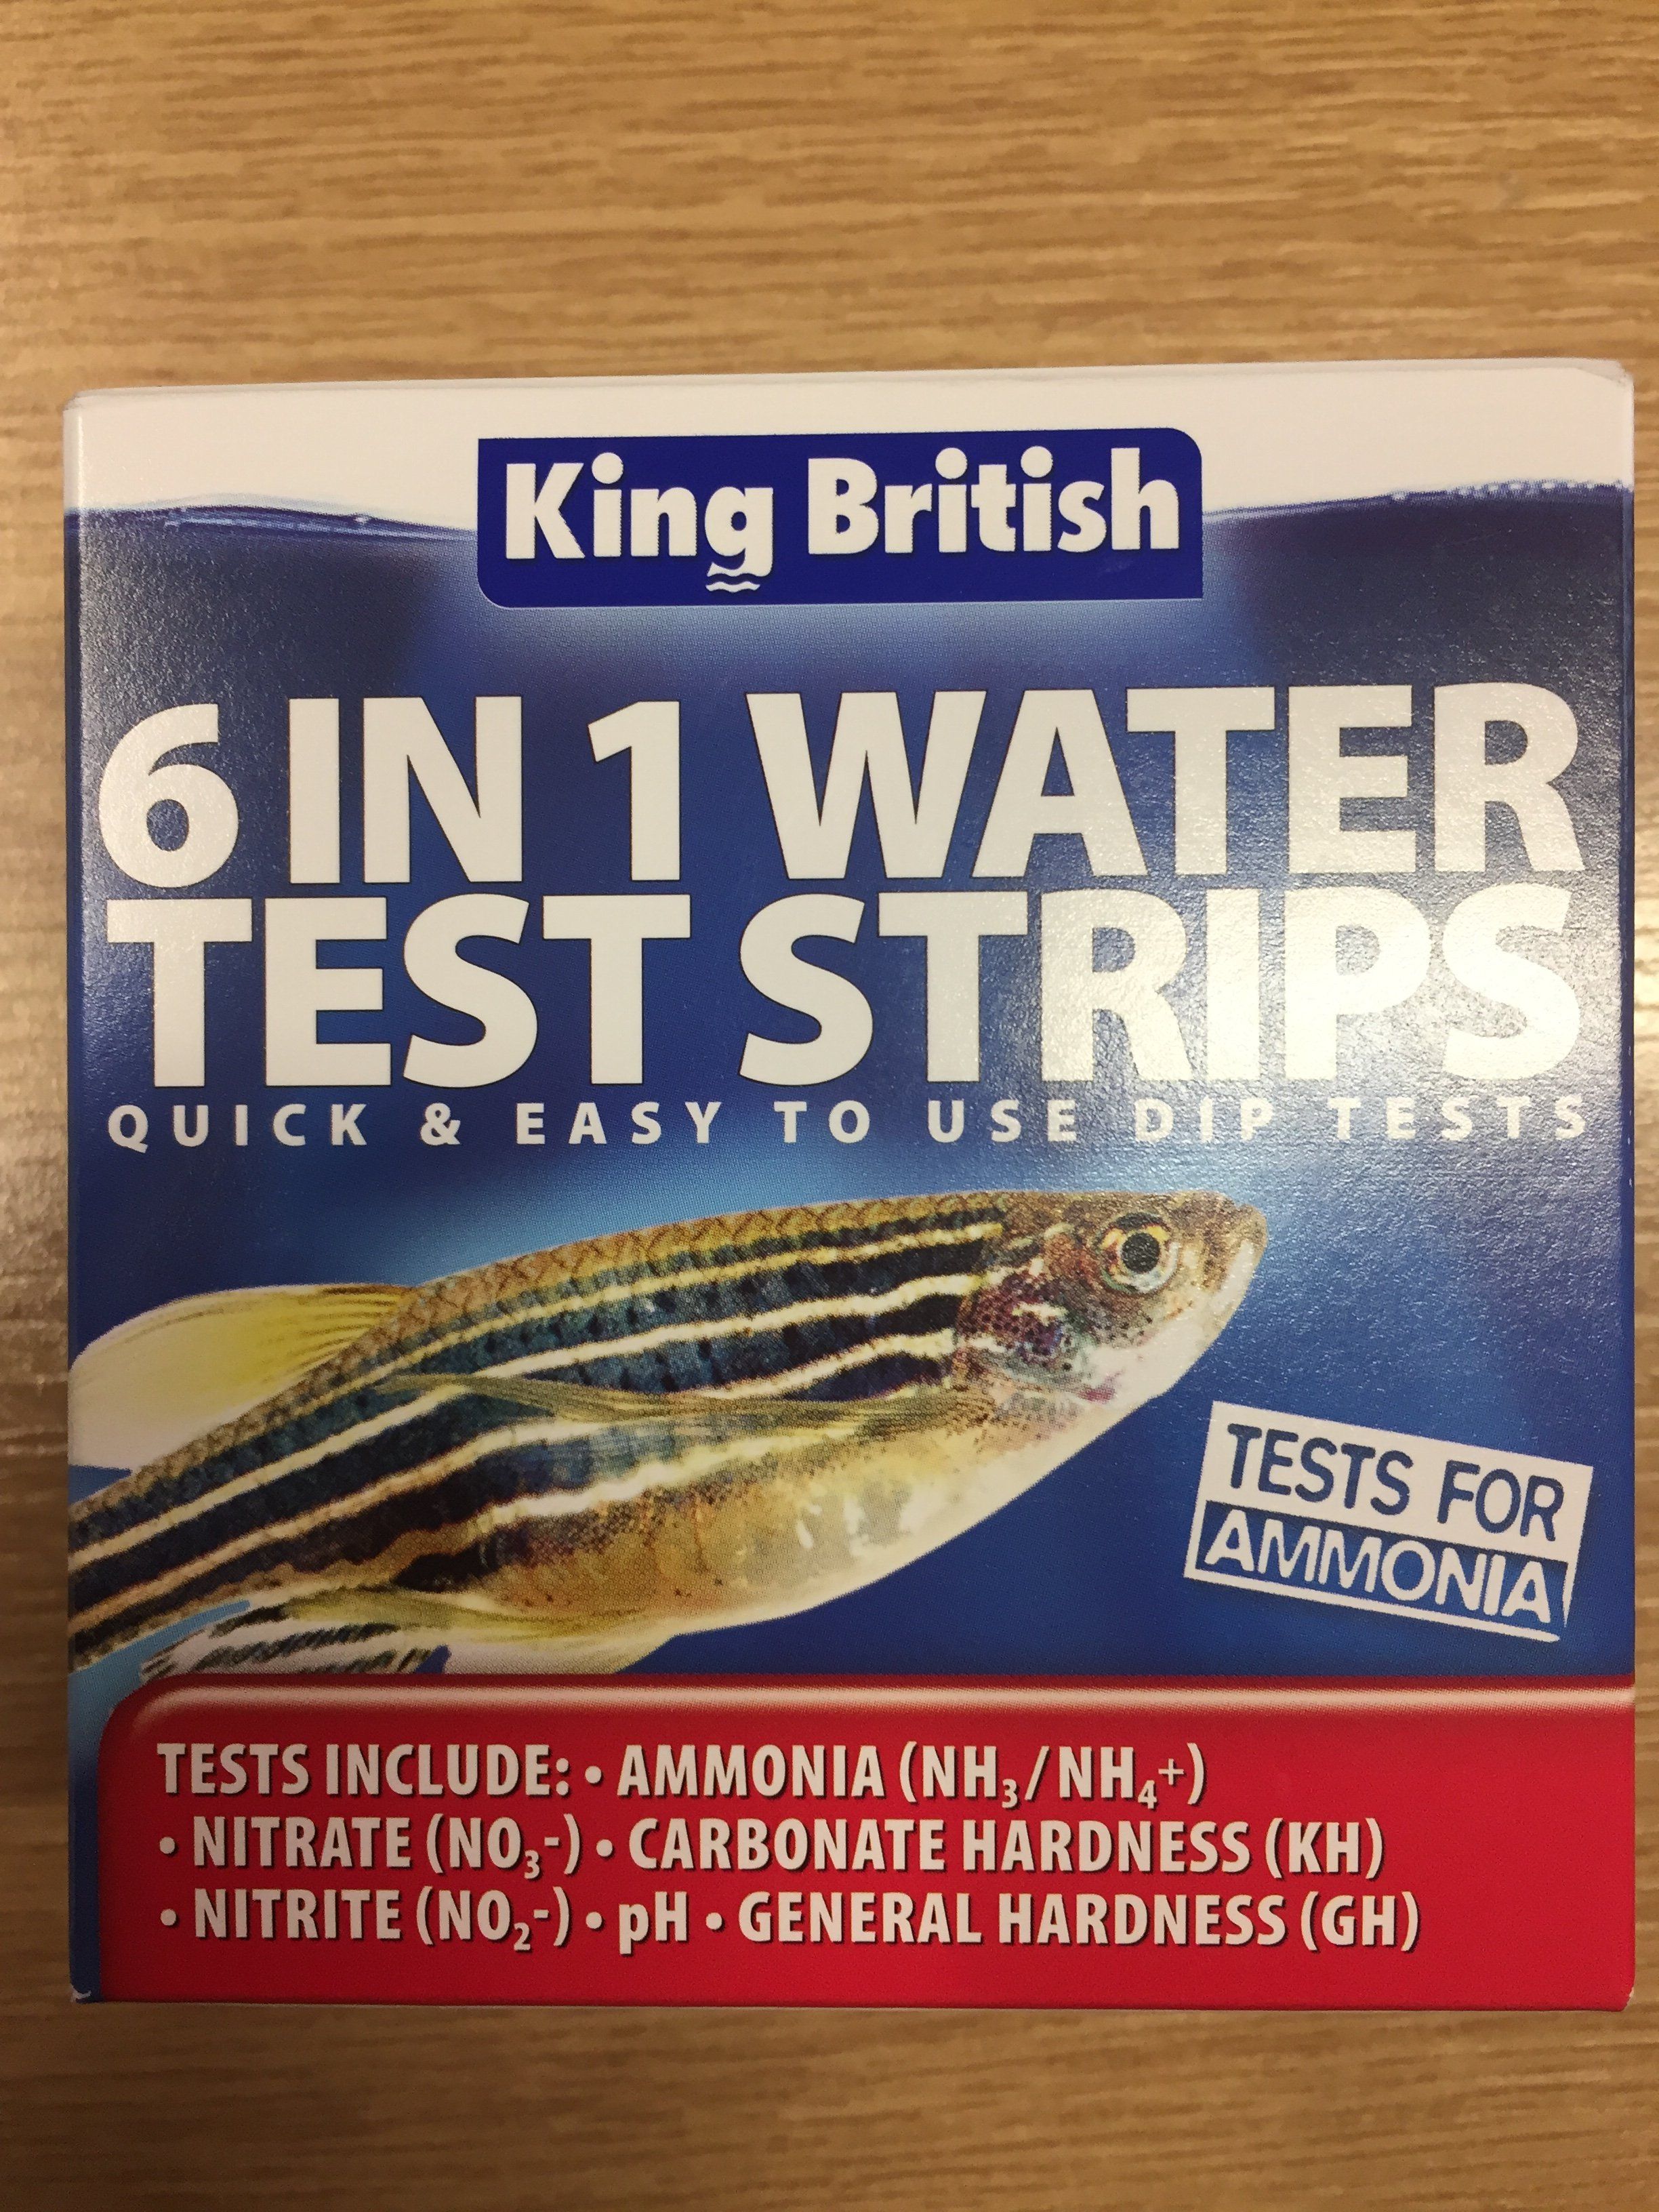 King British
6 IN 1 WATER
TEST STRIPS
QUICK & EASY TO USE DIP TESTS
TESTS FOR
AMMONIA
TESTS INCLUDE: • AMMONIA (NH₃/NH₄+)
• NITRATE (NO₃-) • CARBONATE HARDNESS (KH)
• NITRITE (NO₂-) • pH • GENERAL HARDNESS (GH)